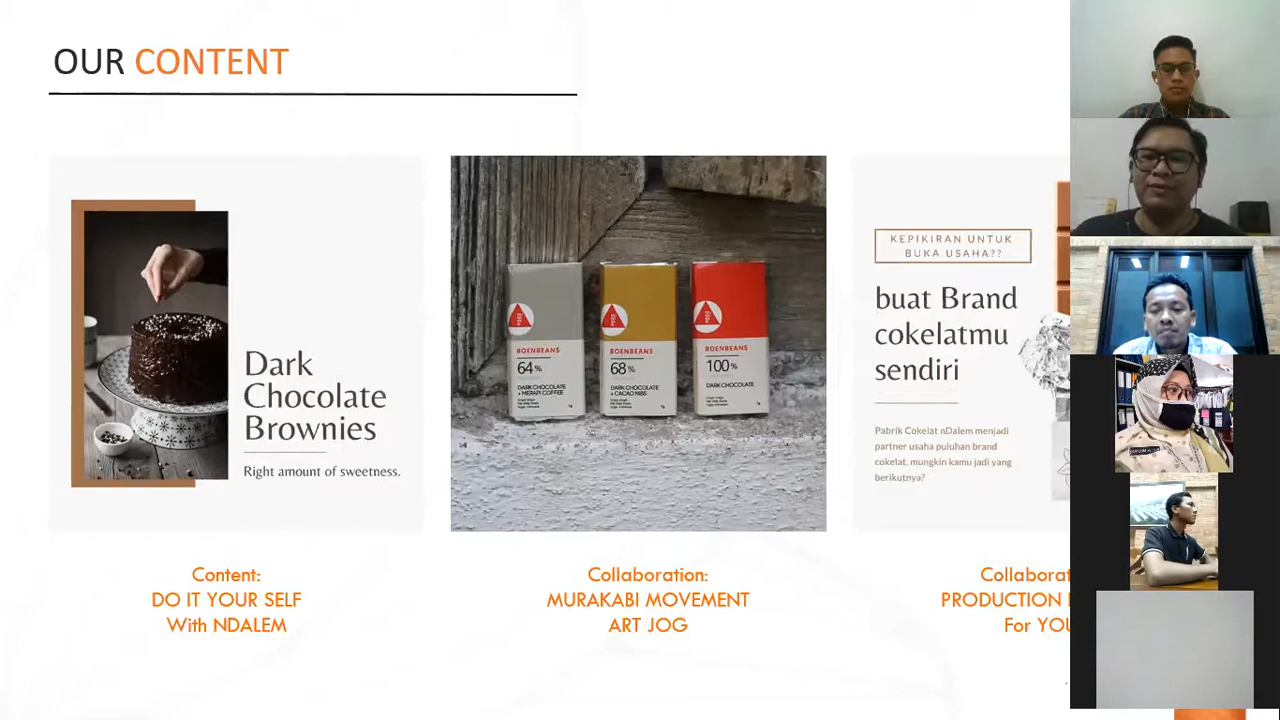 OUR CONTENT
Dark
Chocolate
Brownies
Right amount of sweetness.
Content:
DO IT YOUR SELF
With NDALEM
BOENBEANS
64%
DARK CHOCOLATE
+ MERAPI COFFEE
BOENBEANS
68%
DARK CHOCOLATE
+ CACAO NIBS
BOENBEANS
100%
DARK CHOCOLATE
Collaboration:
MURAKABI MOVEMENT
ART JOG
KEPIKIRAN UNTUK
BUKA USAHA??
buat Brand
cokelatmu
sendiri
Pabrik Cokelat nDalem menjadi
partner usaha puluhan brand
cokelat, mungkin kamu jadi yang
berikutnya?
Collaborat
PRODUCTION
For YOU